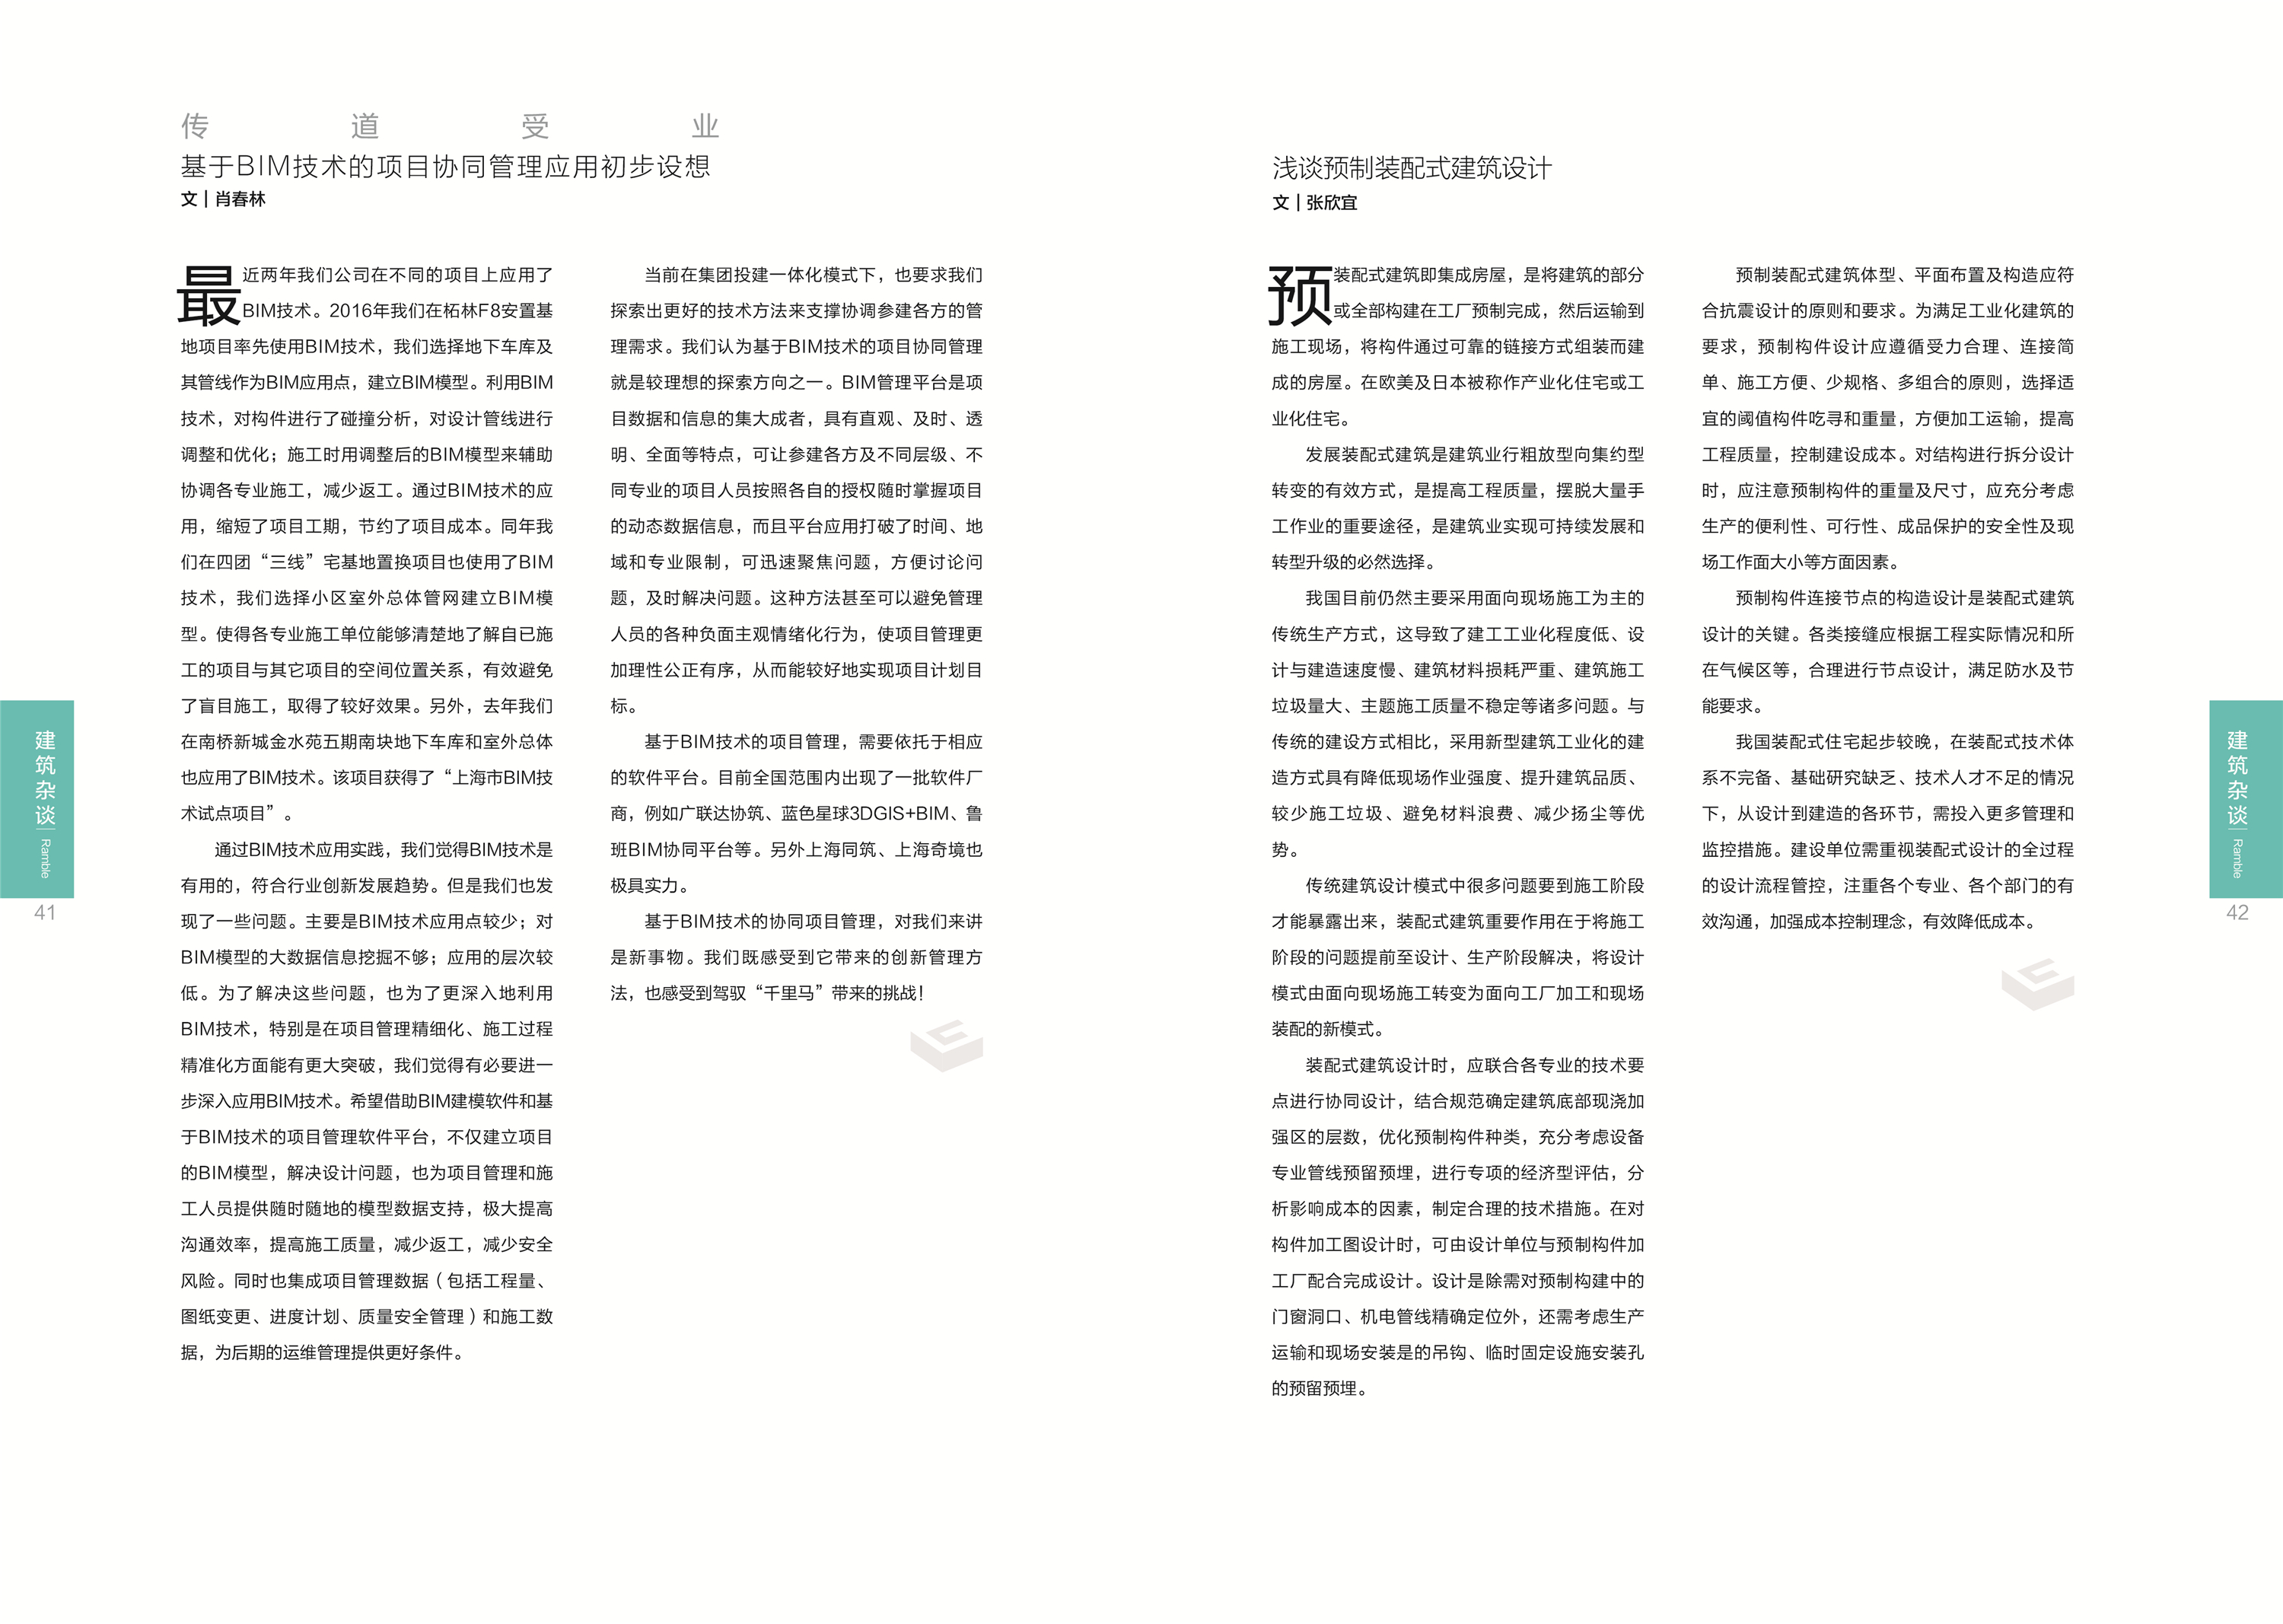 传道受业
基于BIM技术的项目协同管理应用初步设想
文 | 肖春林
最近两年我们公司在不同的项目上应用了
BIM技术。2016年我们在柘林F8安置基
地项目率先使用BIM技术，我们选择地下车库及
其管线作为BIM应用点，建立BIM模型。利用BIM
技术，对构件进行了碰撞分析，对设计管线进行
调整和优化；施工时用调整后的BIM模型来辅助
协调各专业施工，减少返工。通过BIM技术的应
用，缩短了项目工期，节约了项目成本。同年我
们在四团“三线”宅基地置换项目也使用了BIM
技术，我们选择小区室外总体管网建立BIM模
型。使得各专业施工单位能够清楚地了解自已施
工的项目与其它项目的空间位置关系，有效避免
了盲目施工，取得了较好效果。另外，去年我们
在南桥新城金水苑五期南块地下车库和室外总体
也应用了BIM技术。该项目获得了“上海市BIM技
术试点项目”。
通过BIM技术应用实践，我们觉得BIM技术是
有用的，符合行业创新发展趋势。但是我们也发
现了一些问题。主要是BIM技术应用点较少；对
BIM模型的大数据信息挖掘不够；应用的层次较
低。为了解决这些问题，也为了更深入地利用
BIM技术，特别是在项目管理精细化、施工过程
精准化方面能有更大突破，我们觉得有必要进一
步深入应用BIM技术。希望借助BIM建模软件和基
于BIM技术的项目管理软件平台，不仅建立项目
的BIM模型，解决设计问题，也为项目管理和施
工人员提供随时随地的模型数据支持，极大提高
沟通效率，提高施工质量，减少返工，减少安全
风险。同时也集成项目管理数据（包括工程量、
图纸变更、进度计划、质量安全管理）和施工数
据，为后期的运维管理提供更好条件。
当前在集团投建一体化模式下，也要求我们
探索出更好的技术方法来支撑协调参建各方的管
理需求。我们认为基于BIM技术的项目协同管理
就是较理想的探索方向之一。BIM管理平台是项
目数据和信息的集大成者，具有直观、及时、透
明、全面等特点，可让参建各方及不同层级、不
同专业的项目人员按照各自的授权随时掌握项目
的动态数据信息，而且平台应用打破了时间、地
域和专业限制，可迅速聚焦问题，方便讨论问
题，及时解决问题。这种方法甚至可以避免管理
人员的各种负面主观情绪化行为，使项目管理更
加理性公正有序，从而能较好地实现项目计划目
标。
基于BIM技术的项目管理，需要依托于相应
的软件平台。目前全国范围内出现了一批软件厂
商，例如广联达协筑、蓝色星球3DGIS+BIM、鲁
班BIM协同平台等。另外上海同筑、上海奇境也
极具实力。
基于BIM技术的协同项目管理，对我们来讲
是新事物。我们既感受到它带来的创新管理方
法，也感受到驾驭“千里马”带来的挑战！
建筑杂谈
Ramble
41
浅谈预制装配式建筑设计
文 | 张欣宜
预装配式建筑即集成房屋，是将建筑的部分
或全部构建在工厂预制完成，然后运输到
施工现场，将构件通过可靠的链接方式组装而建
成的房屋。在欧美及日本被称作产业化住宅或工
业化住宅。
发展装配式建筑是建筑业行粗放型向集约型
转变的有效方式，是提高工程质量，摆脱大量手
工作业的重要途径，是建筑业实现可持续发展和
转型升级的必然选择。
我国目前仍然主要采用面向现场施工为主的
传统生产方式，这导致了建工工业化程度低、设
计与建造速度慢、建筑材料损耗严重、建筑施工
垃圾量大、主题施工质量不稳定等诸多问题。与
传统的建设方式相比，采用新型建筑工业化的建
造方式具有降低现场作业强度、提升建筑品质、
较少施工垃圾、避免材料浪费、减少扬尘等优
势。
传统建筑设计模式中很多问题要到施工阶段
才能暴露出来，装配式建筑重要作用在于将施工
阶段的问题提前至设计、生产阶段解决，将设计
模式由面向现场施工转变为面向工厂加工和现场
装配的新模式。
装配式建筑设计时，应联合各专业的技术要
点进行协同设计，结合规范确定建筑底部现浇加
强区的层数，优化预制构件种类，充分考虑设备
专业管线预留预埋，进行专项的经济型评估，分
析影响成本的因素，制定合理的技术措施。在对
构件加工图设计时，可由设计单位与预制构件加
工厂配合完成设计。设计是除需对预制构建中的
门窗洞口、机电管线精确定位外，还需考虑生产
运输和现场安装是的吊钩、临时固定设施安装孔
的预留预埋。
预制装配式建筑体型、平面布置及构造应符
合抗震设计的原则和要求。为满足工业化建筑的
要求，预制构件设计应遵循受力合理、连接简
单、施工方便、少规格、多组合的原则，选择适
宜的阈值构件吃寻和重量，方便加工运输，提高
工程质量，控制建设成本。对结构进行拆分设计
时，应注意预制构件的重量及尺寸，应充分考虑
生产的便利性、可行性、成品保护的安全性及现
场工作面大小等方面因素。
预制构件连接节点的构造设计是装配式建筑
设计的关键。各类接缝应根据工程实际情况和所
在气候区等，合理进行节点设计，满足防水及节
能要求。
我国装配式住宅起步较晚，在装配式技术体
系不完备、基础研究缺乏、技术人才不足的情况
下，从设计到建造的各环节，需投入更多管理和
监控措施。建设单位需重视装配式设计的全过程
的设计流程管控，注重各个专业、各个部门的有
效沟通，加强成本控制理念，有效降低成本。
建筑杂谈
Ramble
42